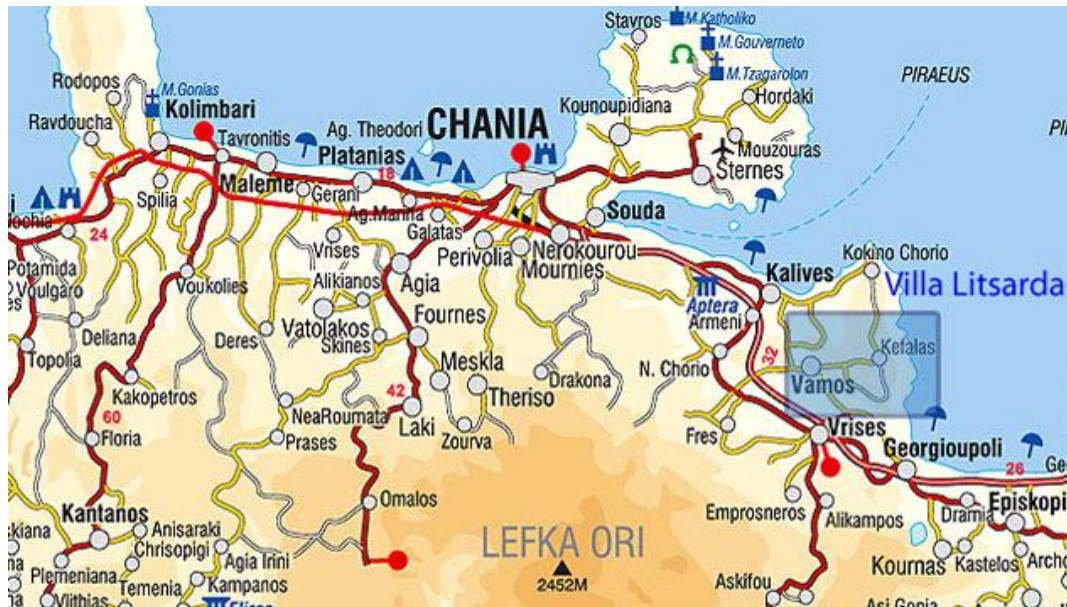 Stavros
M.Katholiko
M.Gouverneto
M.Tzagarolon
PIRAEUS
Rodopos
M.Gonias
Kolimbari
Hordaki
Kounoupidiana
Ravdoucha
Tavronitis
Ag. Theodori
CHANIA
Platanias
Mouzouras
Sternes
Maleme
18
Gerani
Spilia
Ag.Marina
Souda
Galatas
24
Vrises
Perivolia
Nerokourou
Mournies
Kokino Chorio
Potamida
Voulgaro
Voukolies
Agia
Kalives
Villa Litsarda
Alikianos
Aptera
Armeni
Vatolakos
Fournes
Deliana
Deres
Skines
Topolia
Meskla
32
Kefalas
N. Chorio
Vamos
Drakona
Kakopetros
Theriso
42
NeaRoumata
60
Laki
Floria
Prases
Zourva
Fres
Vrises
Georgioupoli
26
Omalos
Episkopi
Kantanos
Anisaraki
Emprosneros
Alikampos
Dramia
Chrisopigi
LEFKA ORI
Agia Irini
Plemeniana
2452M
Kournas
Kastelos
Temenia
Kampanos
Askifou
Vlithias